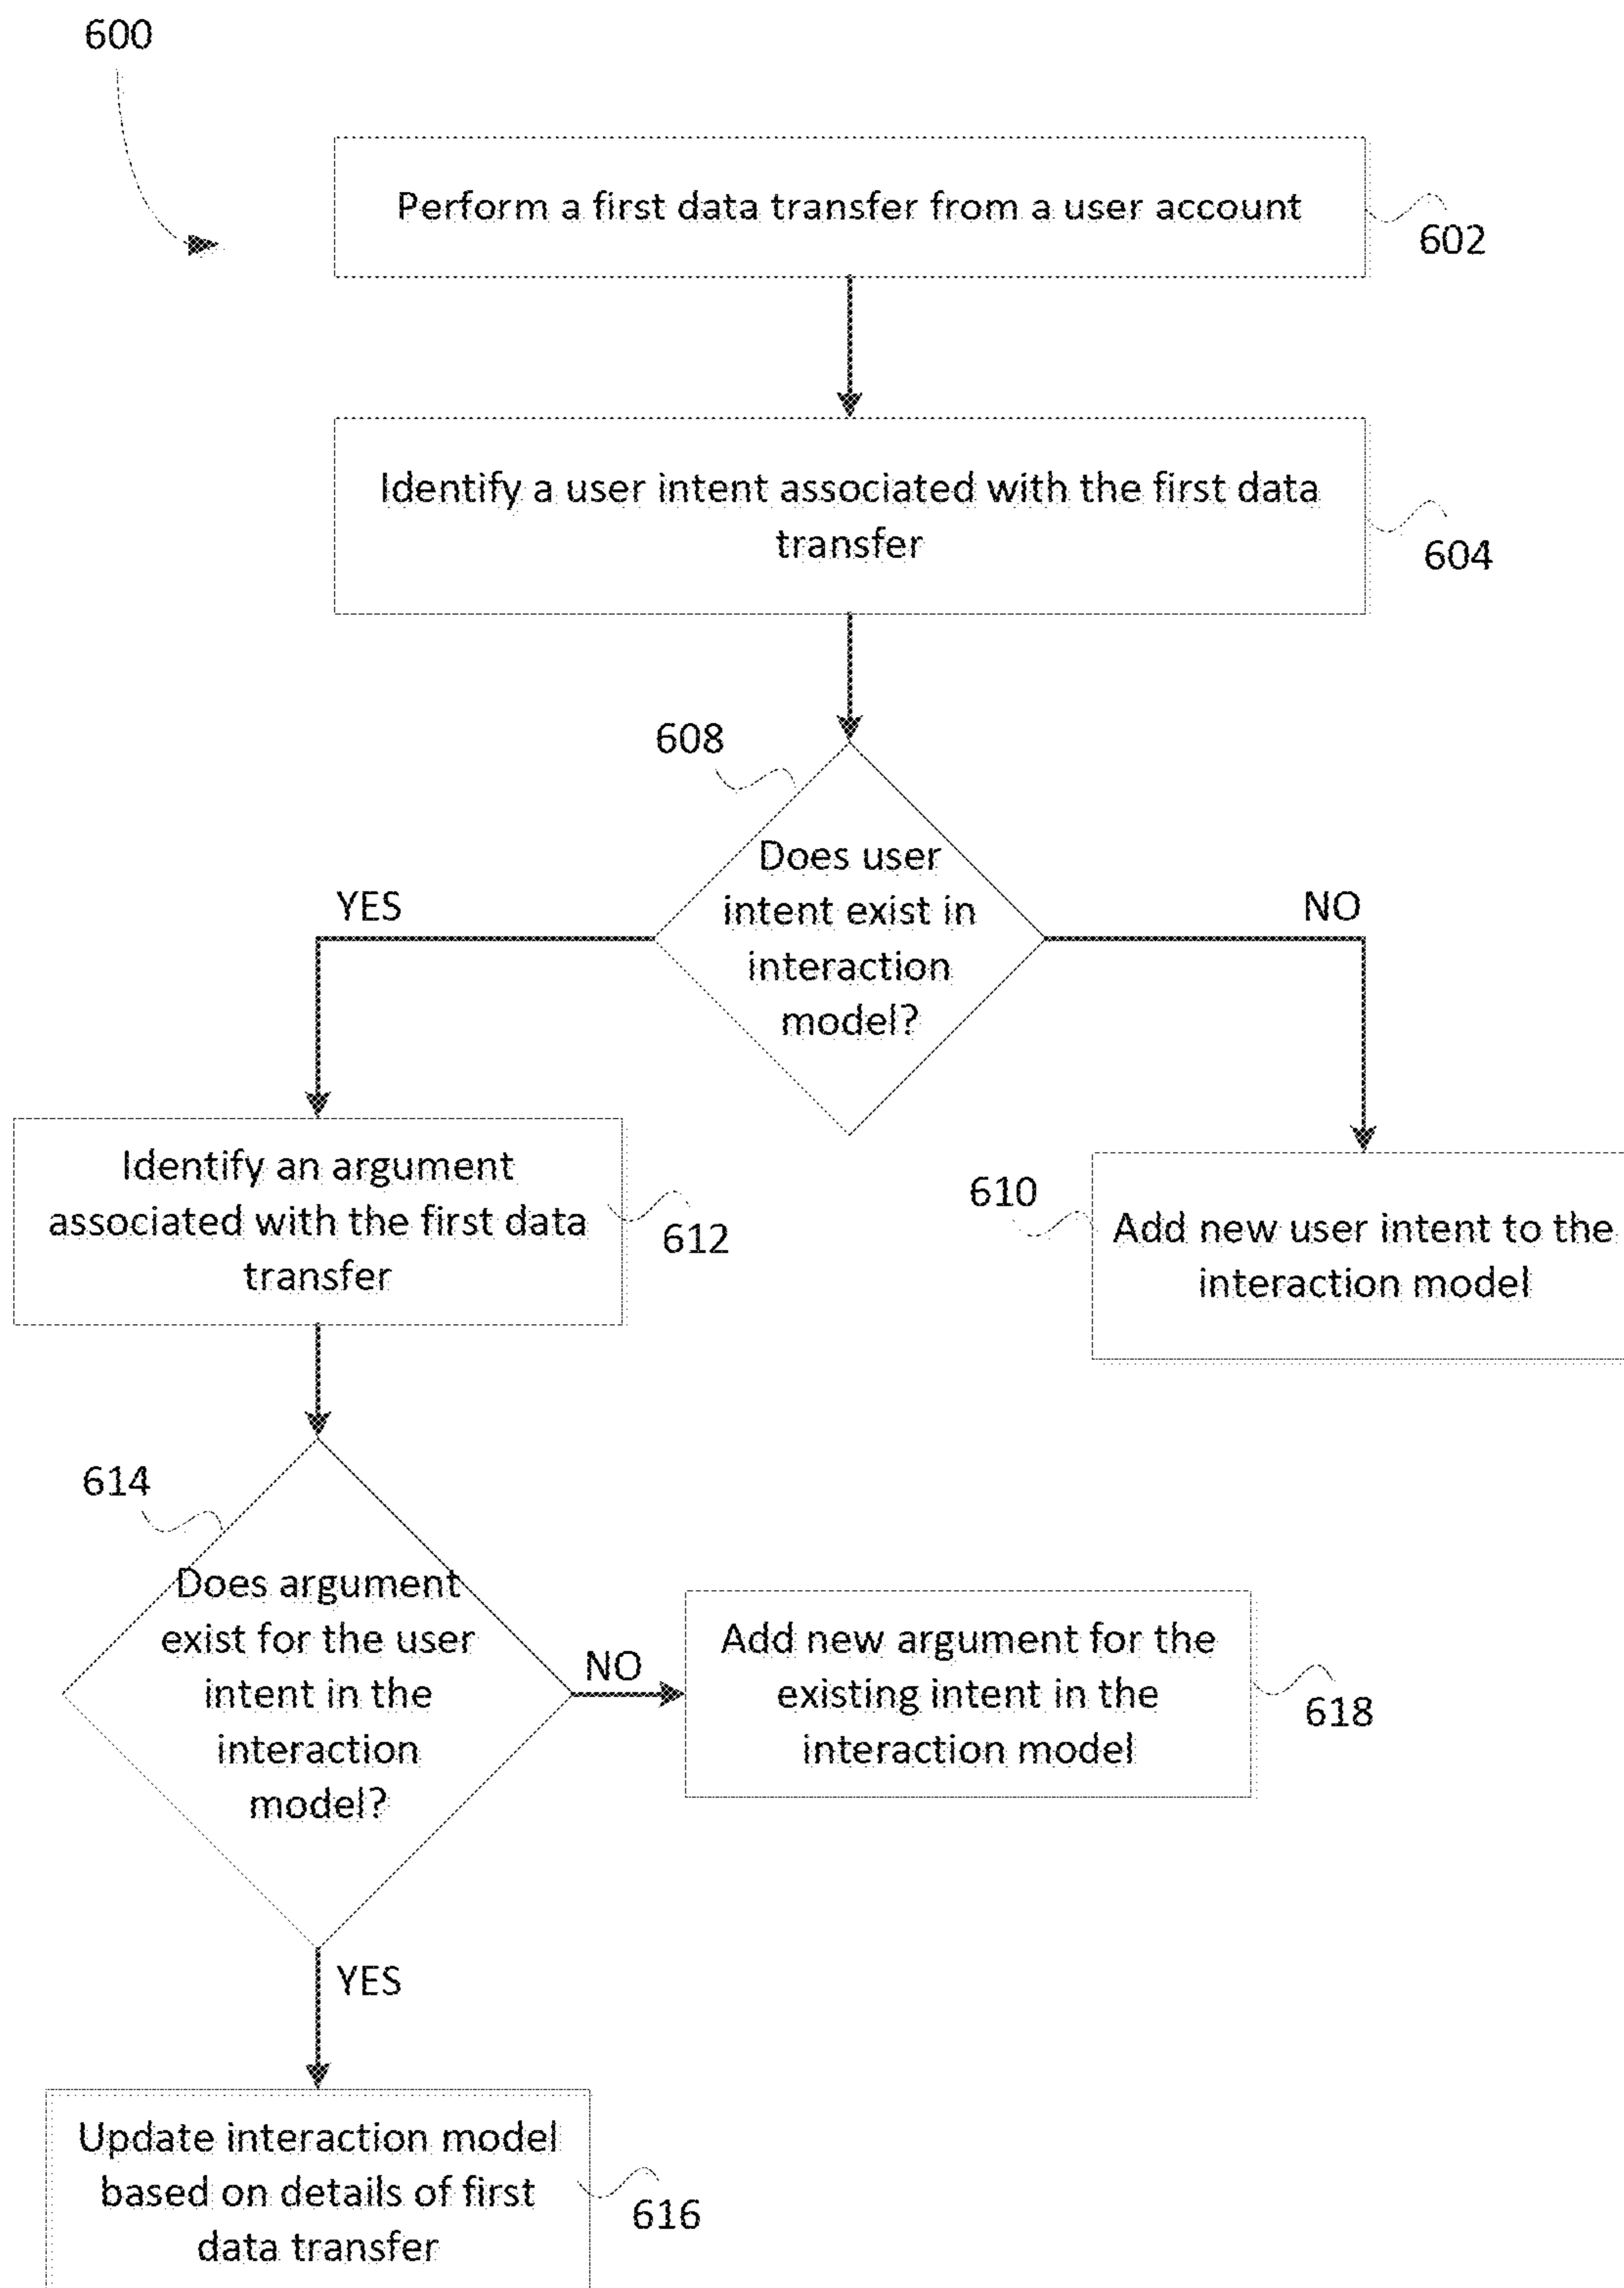 600
Perform a first data transfer from a user account
602
Identify a user intent associated with the first data
transfer
604
608
Does user
intent exist in
interaction
model?
YES
NO
Identify an argument
associated with the first data
transfer
612
610
Add new user intent to the
interaction model
614
Does argument
exist for the user
intent in the
interaction
model?
NO
Add new argument for the
existing intent in the
interaction model
618
YES
Update interaction model
based on details of first
data transfer
616